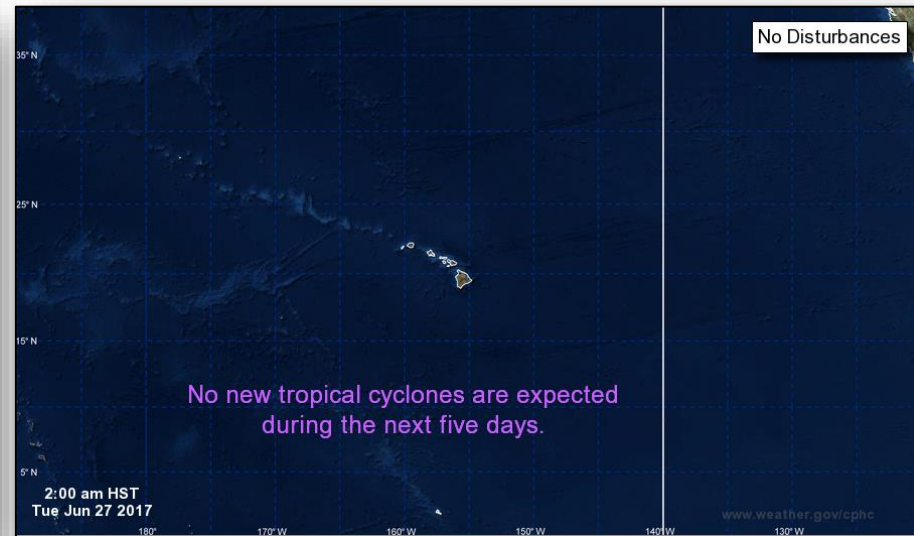 No Disturbances
35° N
25° N
15° N
No new tropical cyclones are expected
during the next five days.
5° N
2:00 am HST
Tue Jun 27 2017
www.weather.gov/cphc
180° 170° W 160° W 150° W 140° W 130° W